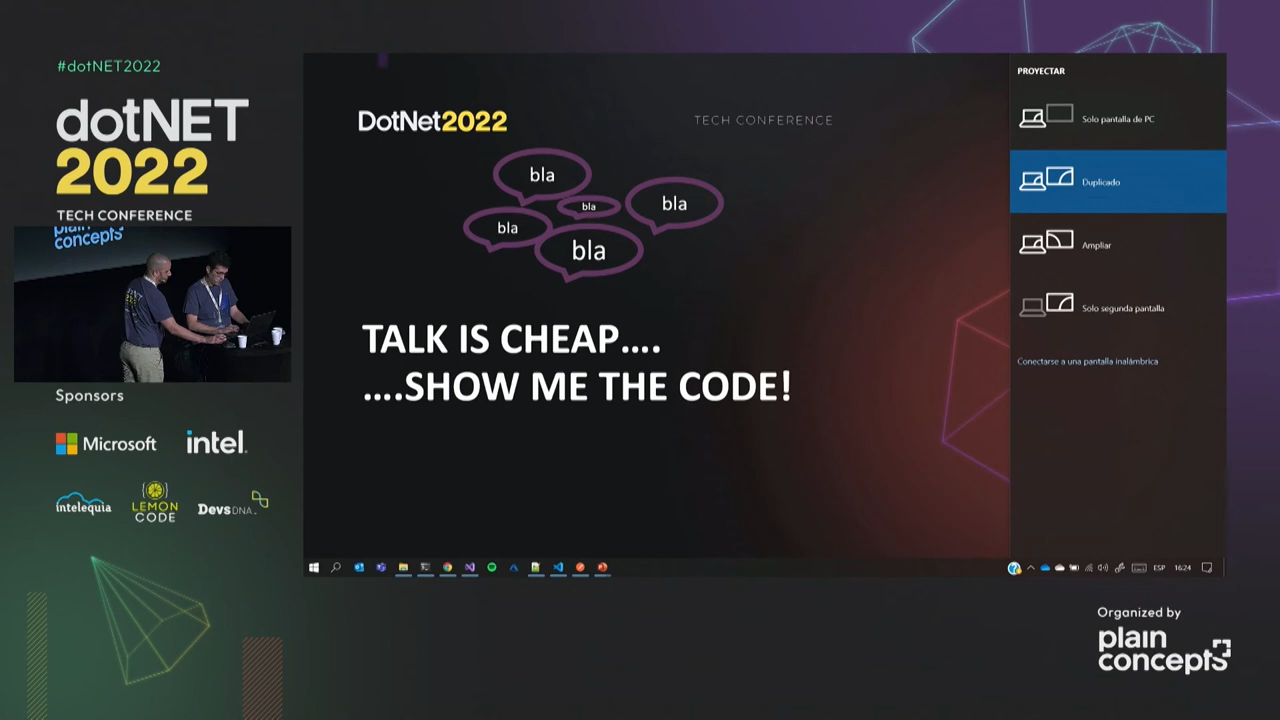 #dotNET2022
dotNET
2022
TECH CONFERENCE
plain
concepts
Sponsors
Microsoft
intel.
intelequia
LEMON
CODE
DevsDNA.
DotNet2022
TECH CONFERENCE
bla
bla
bla
bla
bla
TALK IS CHEAP....
....SHOW ME THE CODE!
PROYECTAR
Solo pantalla de PC
Duplicado
Ampliar
Solo segunda pantalla
Conectarse a una pantalla inalámbrica
ESP
16:24
Organized by
plain
concepts